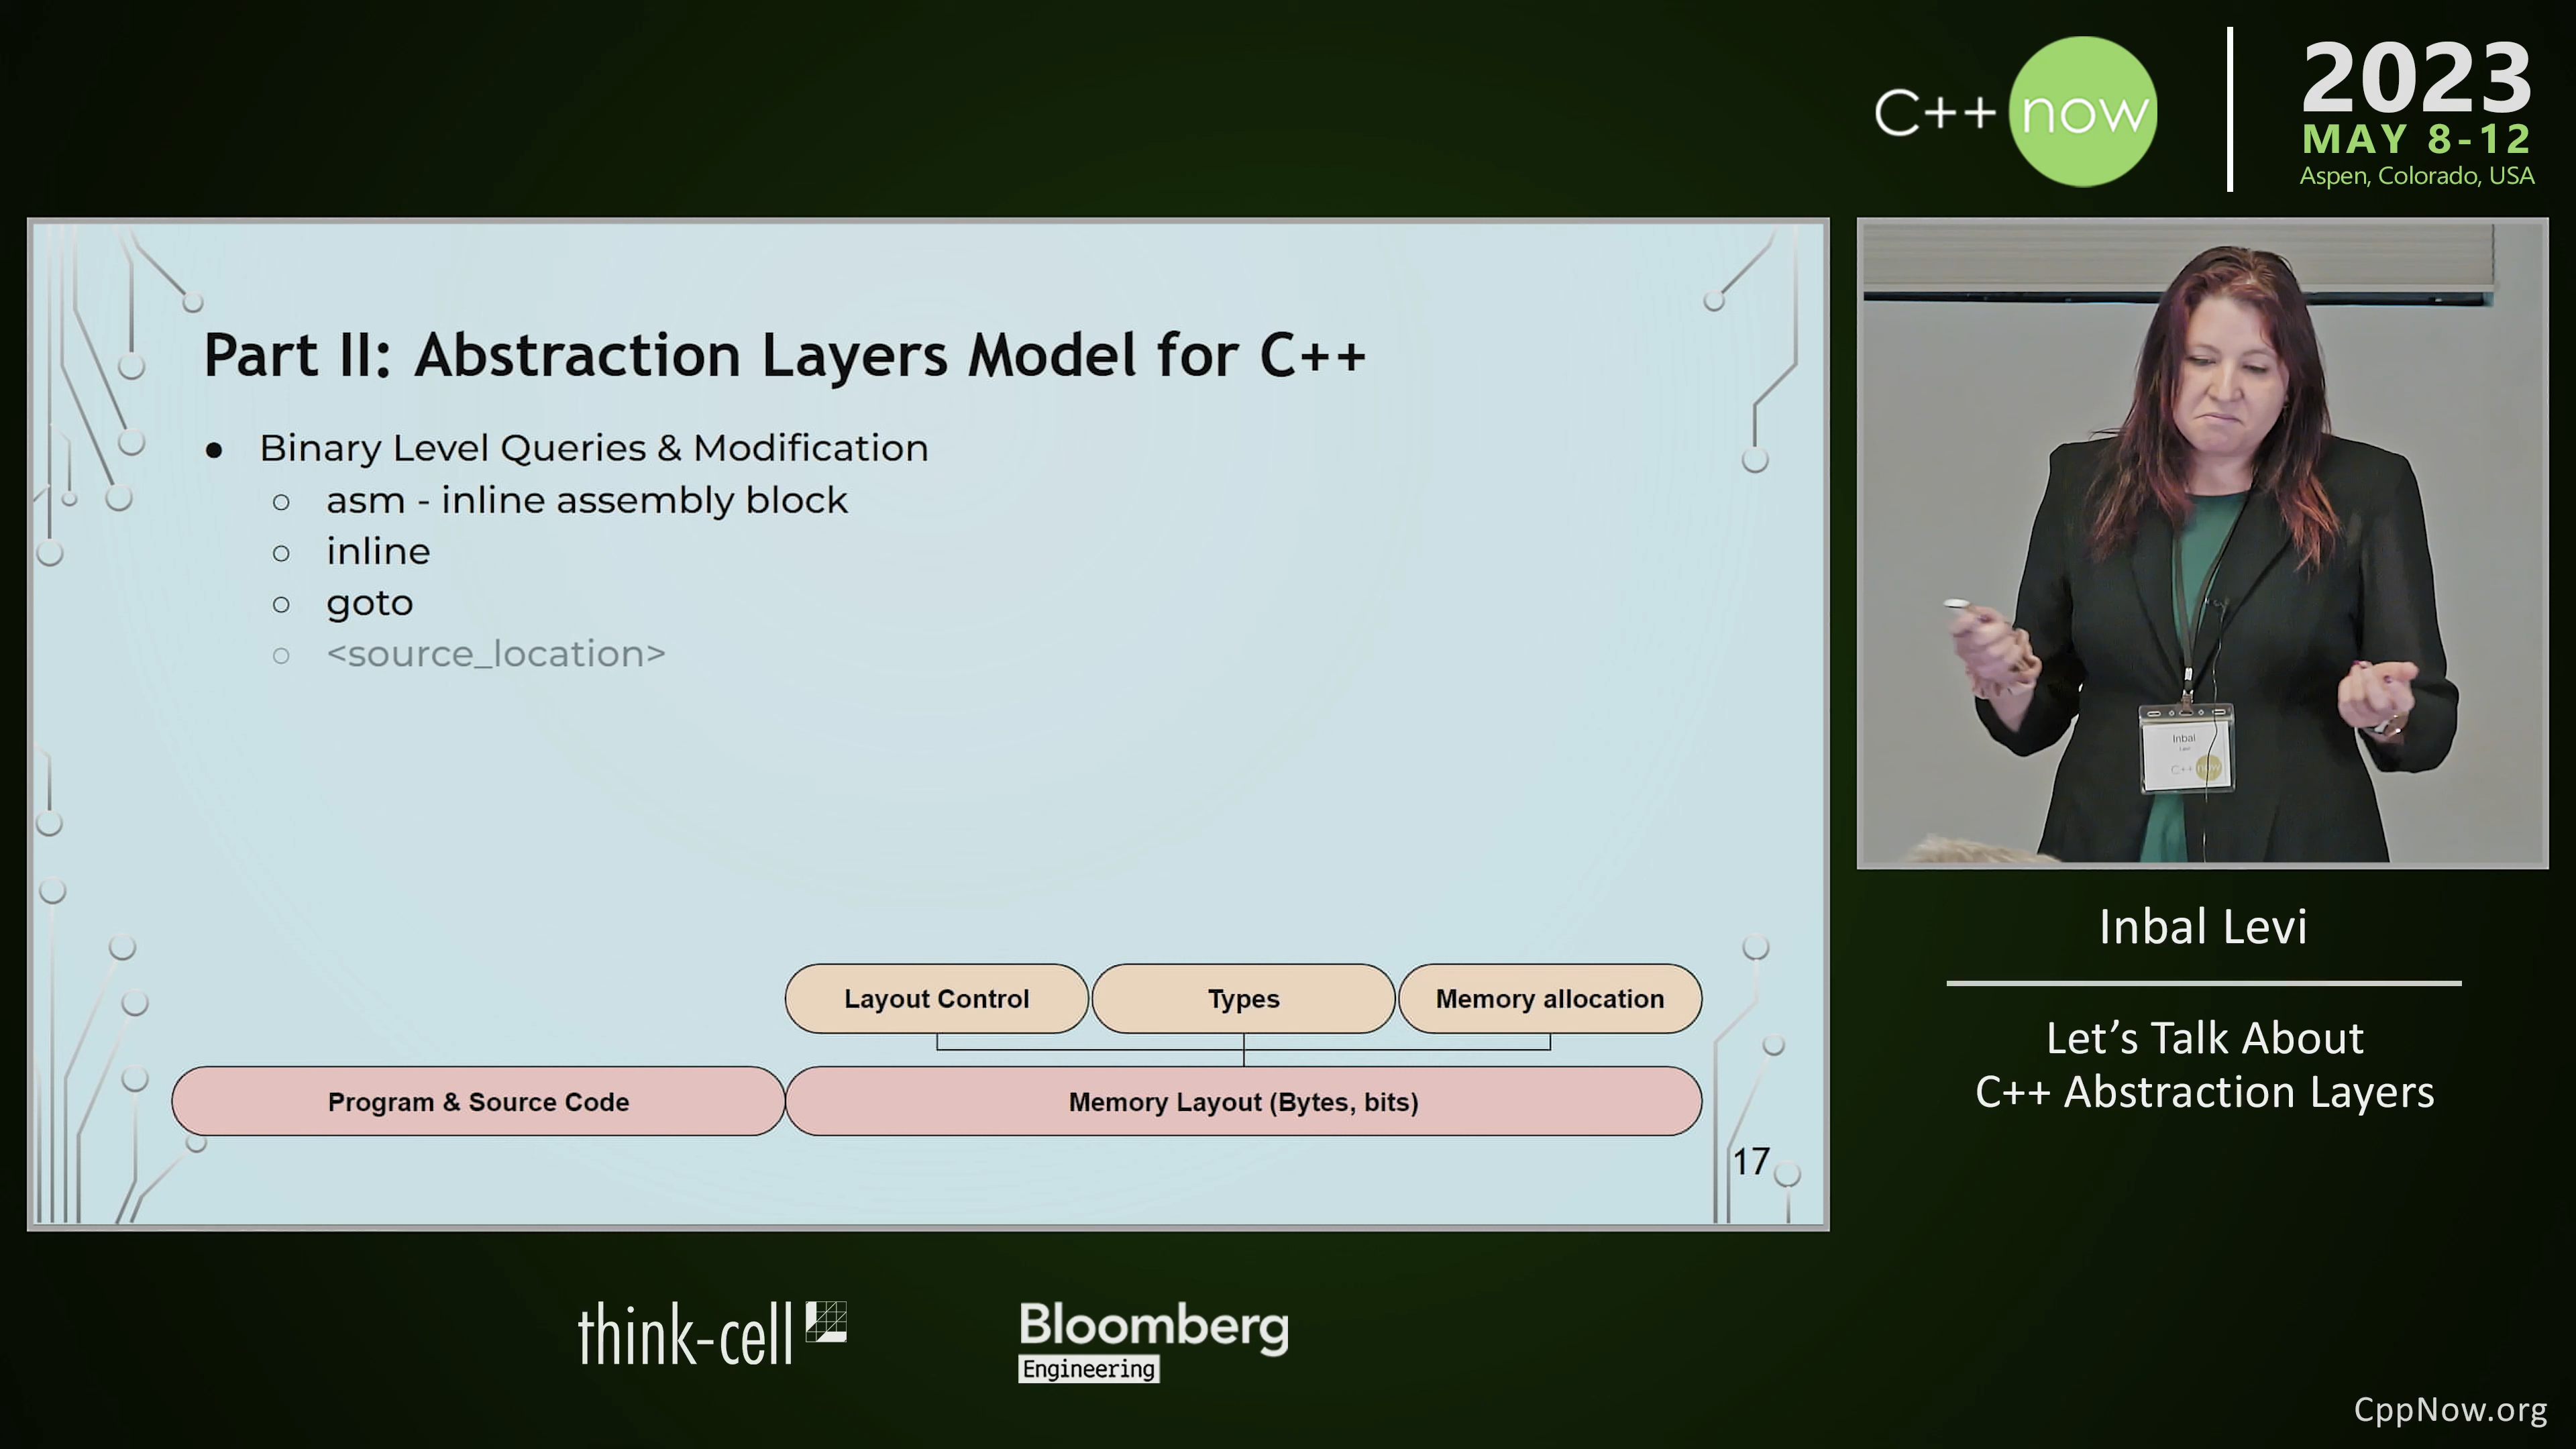 C++ now
2023
MAY 8-12
Aspen, Colorado, USA
Part II: Abstraction Layers Model for C++
● Binary Level Queries & Modification
○ asm - inline assembly block
○ inline
○ goto
○ <source_location>
Layout Control
Types
Memory allocation
Program & Source Code
Memory Layout (Bytes, bits)
17
Inbal
C++ now
Inbal Levi
Let’s Talk About
C++ Abstraction Layers
think-cell
Bloomberg
Engineering
CppNow.org